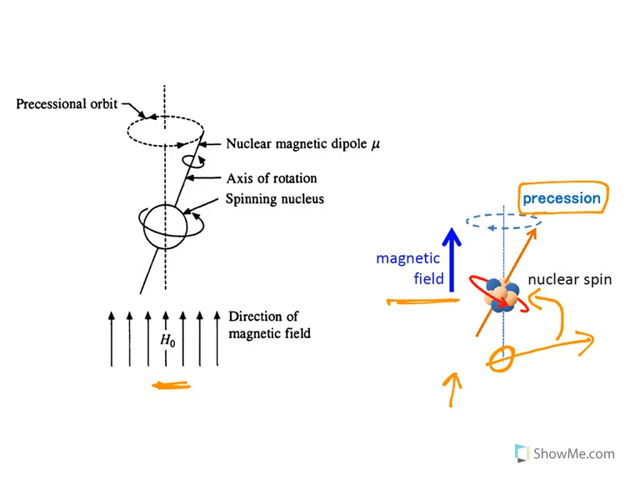 Precessional orbit
Nuclear magnetic dipole μ
Axis of rotation
Spinning nucleus
Direction of
magnetic field
H₀
precession
magnetic
field
nuclear spin
ShowMe.com